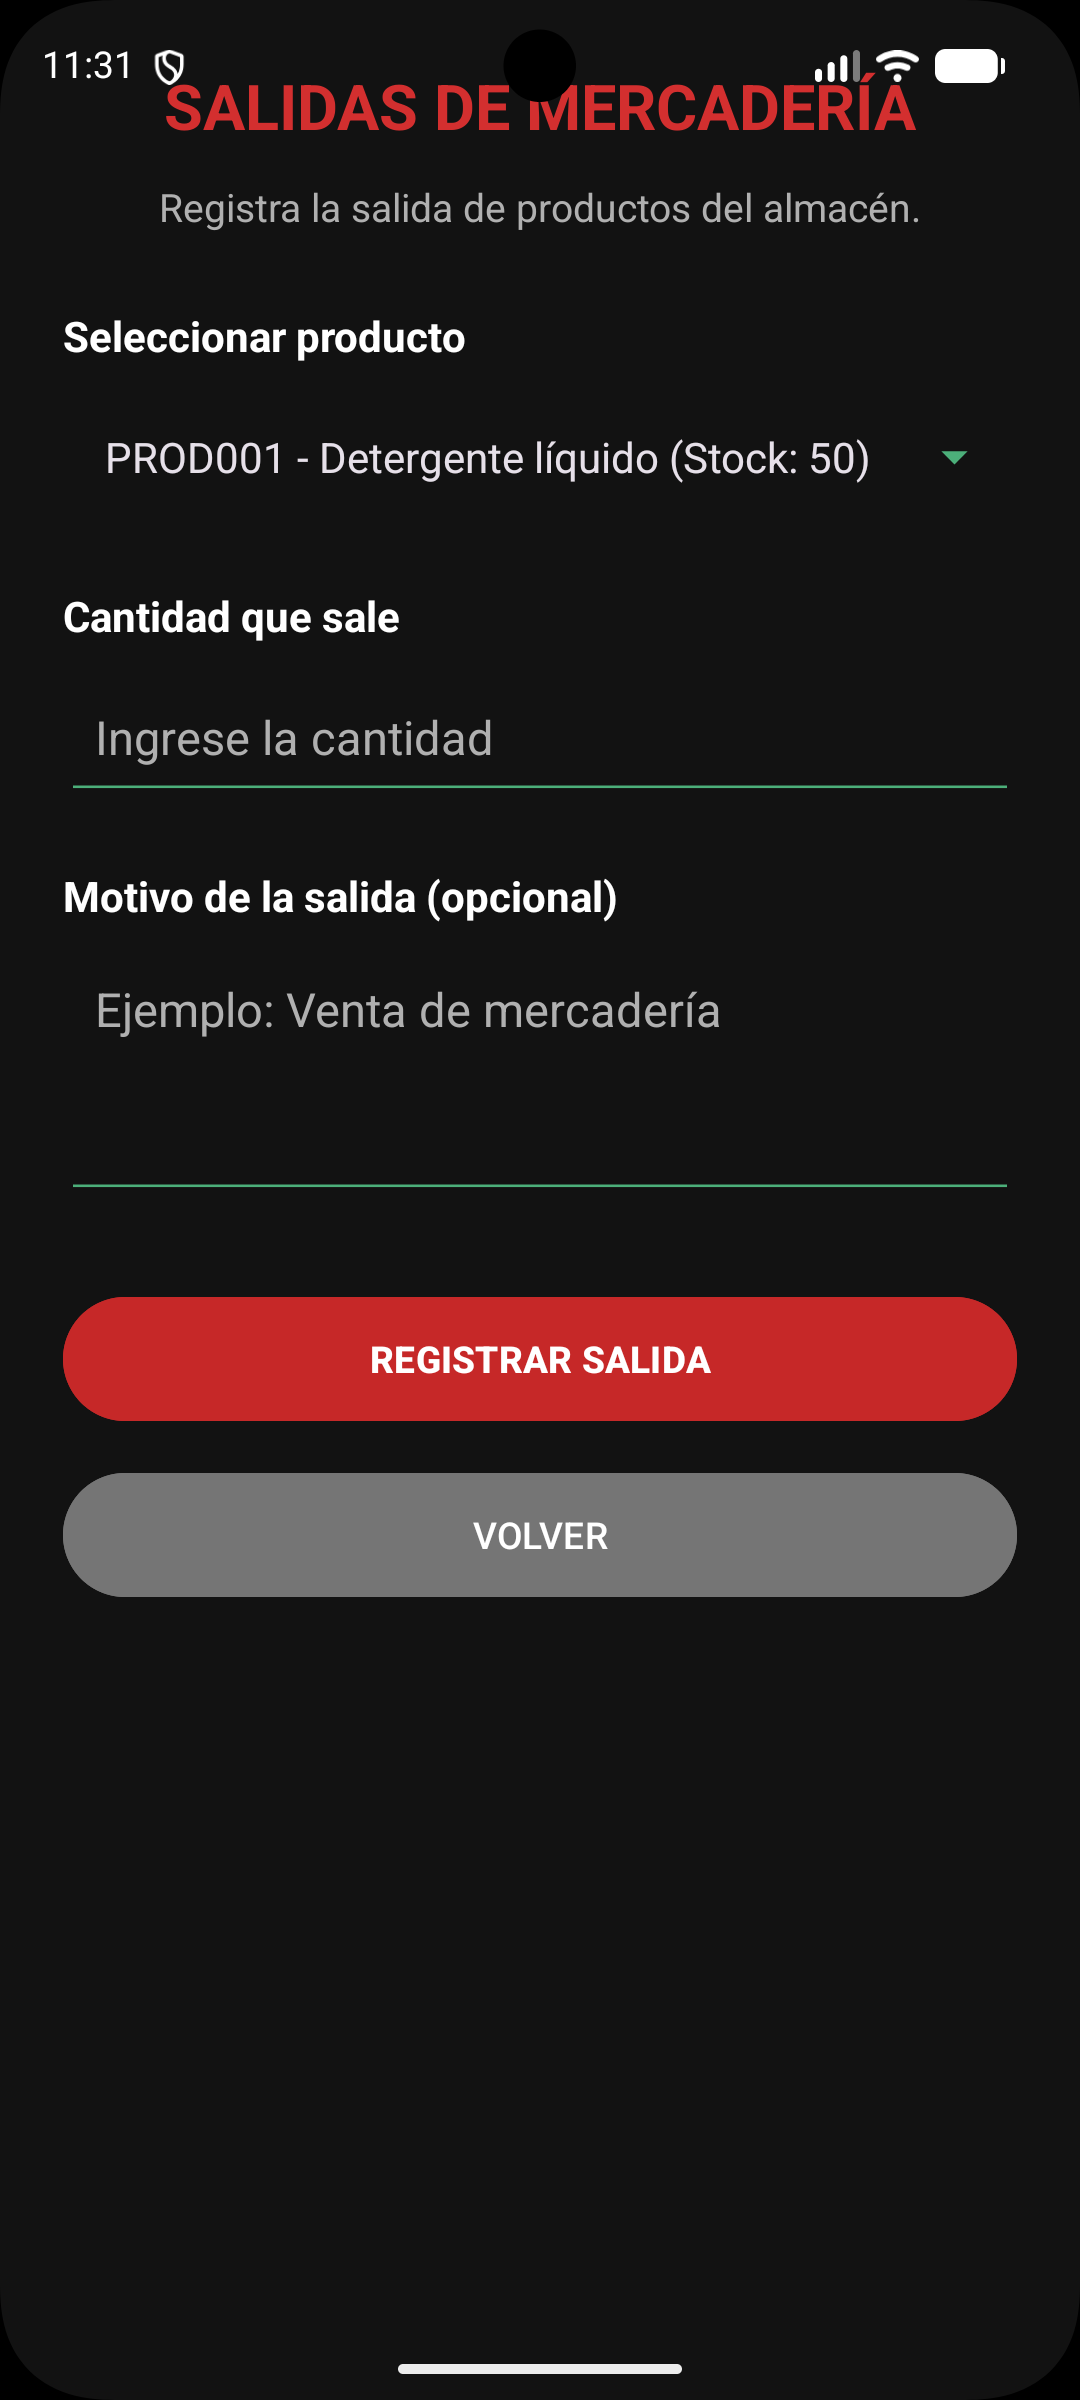 11:31
SALIDAS DE MERCADERÍA
Registra la salida de productos del almacén.
Seleccionar producto
PROD001 - Detergente líquido (Stock: 50)
Cantidad que sale
Ingrese la cantidad
Motivo de la salida (opcional)
Ejemplo: Venta de mercadería
REGISTRAR SALIDA
VOLVER